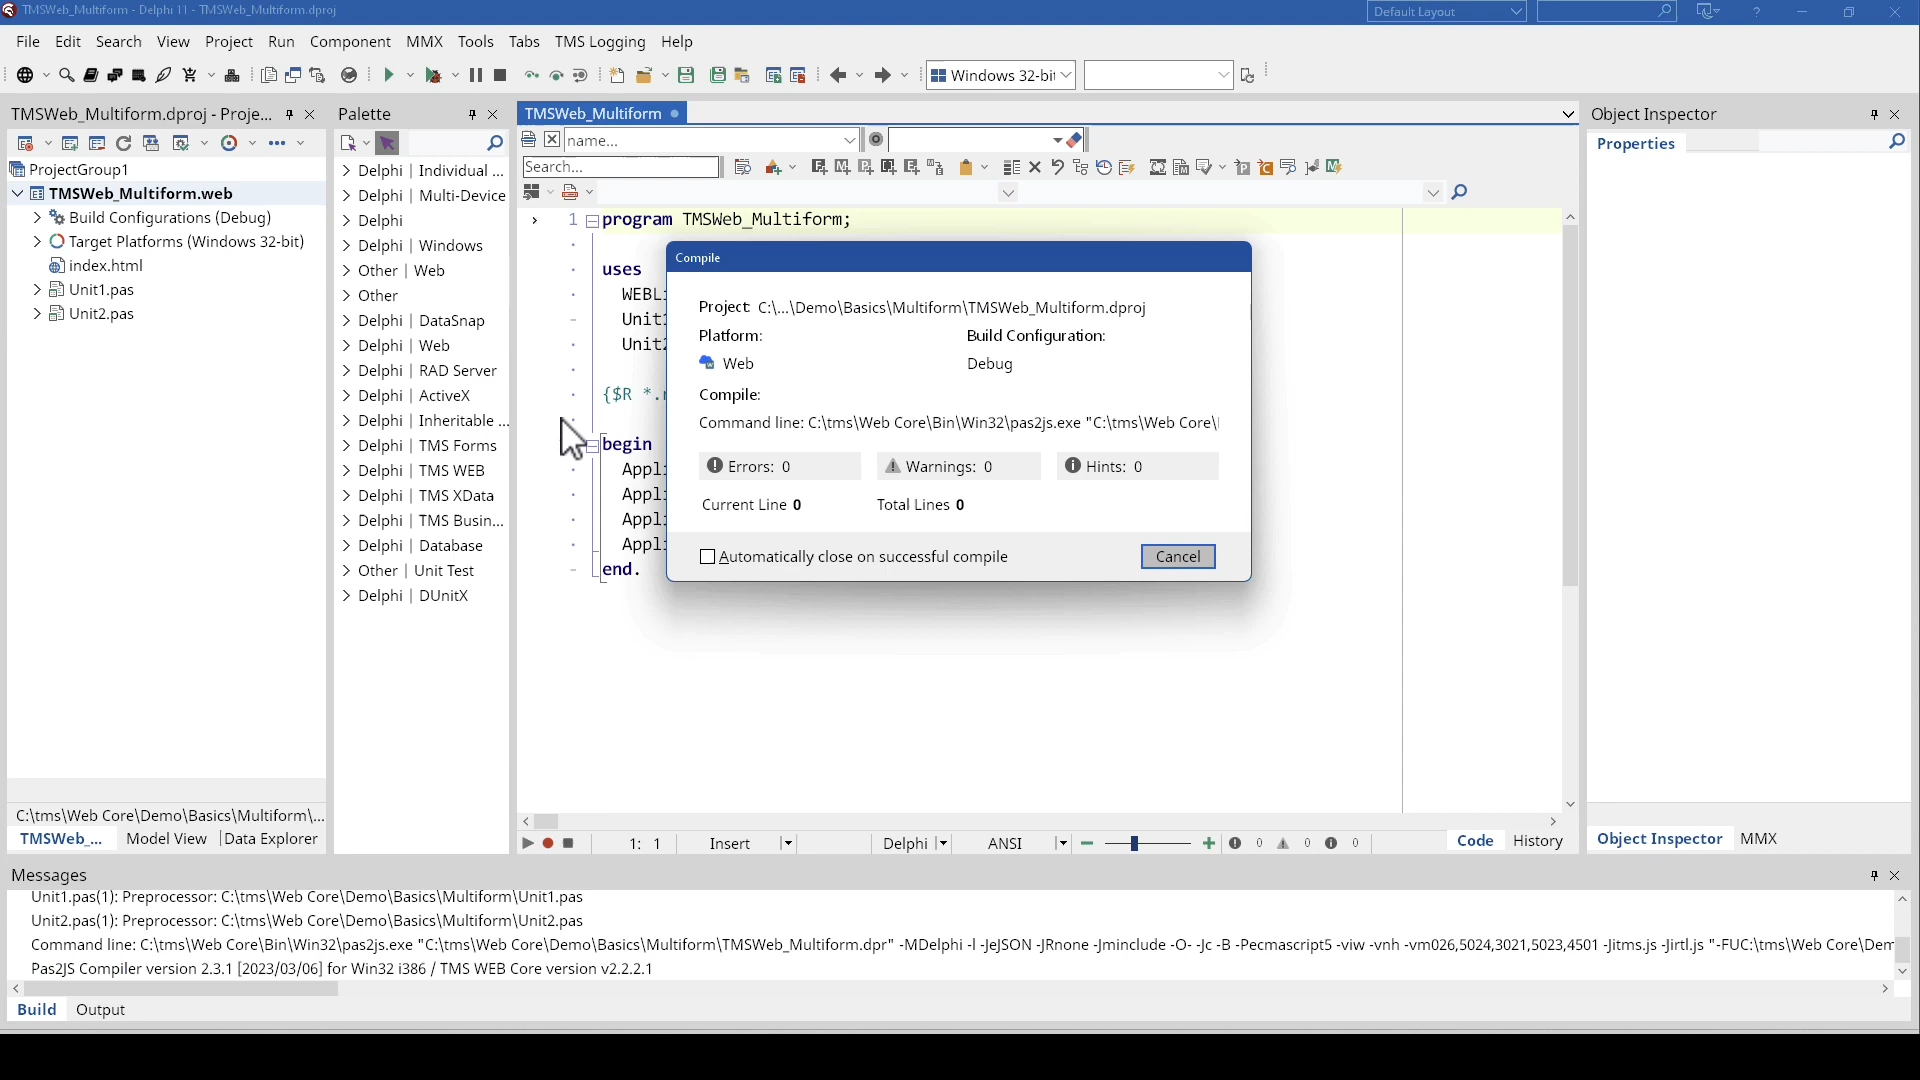 TMSWeb_Multiform - Delphi 11 - TMSWeb_Multiform.dproj
Default Layout
?
File Edit Search View Project Run Component MMX Tools Tabs TMS Logging Help
Windows 32-bit
TMSWeb_Multiform.dproj - Proje...
ProjectGroup1
TMSWeb_Multiform.web
Build Configurations (Debug)
Target Platforms (Windows 32-bit)
index.html
Unit1.pas
Unit2.pas
C:\tms\Web Core\Demo\Basics\Multiform\...
TMSWeb_... Model View Data Explorer
Palette
Delphi | Individual ...
Delphi | Multi-Device
Delphi
Delphi | Windows
Other | Web
Other
Delphi | DataSnap
Delphi | Web
Delphi | RAD Server
Delphi | ActiveX
Delphi | Inheritable ...
Delphi | TMS Forms
Delphi | TMS WEB
Delphi | TMS XData
Delphi | TMS Busin...
Delphi | Database
Other | Unit Test
Delphi | DUnitX
TMSWeb_Multiform
name...
Search...
1 program TMSWeb_Multiform;
uses
WEBLi
Unit1
Unit2
{$R *.
begin
Appli
Appli
Appli
Appli
end.
Compile
Project C:\...\Demo\Basics\Multiform\TMSWeb_Multiform.dproj
Platform: Build Configuration:
Web Debug
Compile:
Command line: C:\tms\Web Core\Bin\Win32\pas2js.exe "C:\tms\Web Core\
Errors: 0 Warnings: 0 Hints: 0
Current Line 0 Total Lines 0
Automatically close on successful compile Cancel
1: 1 Insert Delphi ANSI 0 0 0 Code History
Object Inspector
Properties
Object Inspector MMX
Messages
Unit1.pas(1): Preprocessor: C:\tms\Web Core\Demo\Basics\Multiform\Unit1.pas
Unit2.pas(1): Preprocessor: C:\tms\Web Core\Demo\Basics\Multiform\Unit2.pas
Command line: C:\tms\Web Core\Bin\Win32\pas2js.exe "C:\tms\Web Core\Demo\Basics\Multiform\TMSWeb_Multiform.dpr" -MDelphi -l -JeJSON -JRnone -Jminclude -O- -Jc -B -Pecmascript5 -viw -vnh -vm026,5024,3021,5023,4501 -Jitms.js -Jirtl.js "-FUC:\tms\Web Core\Dem
Pas2JS Compiler version 2.3.1 [2023/03/06] for Win32 i386 / TMS WEB Core version v2.2.2.1
Build Output